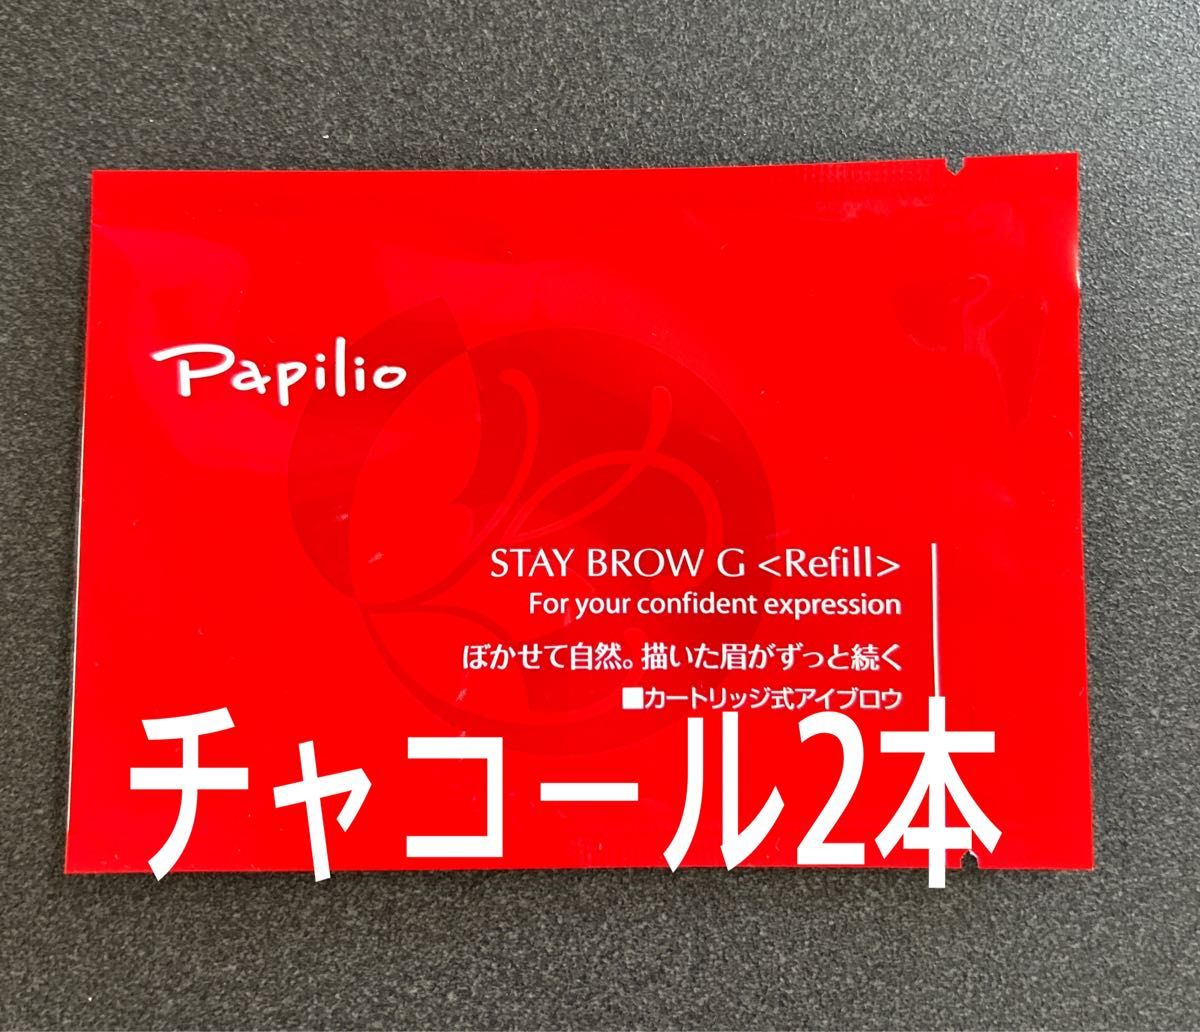 Papilio
STAY BROW G <Refill>
For your confident expression
ぼかせて自然。描いた眉がずっと続く
■カートリッジ式アイブロウ
チャコール2本